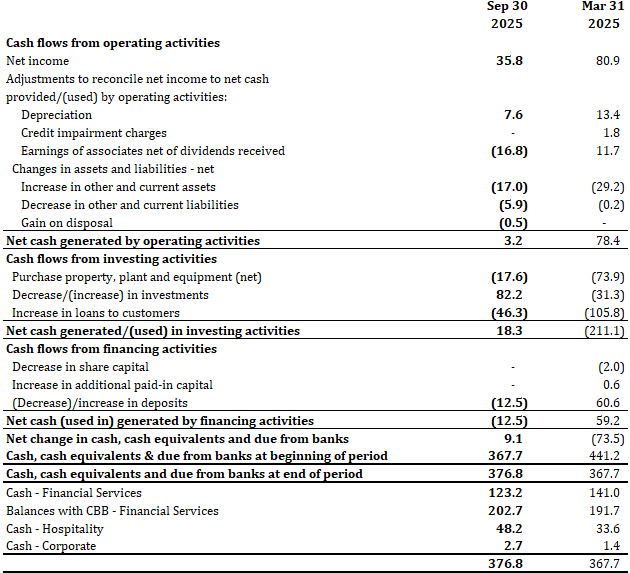 Sep 30 Mar 31
2025 2025
Cash flows from operating activities
Net income 35.8 80.9
Adjustments to reconcile net income to net cash
provided/(used) by operating activities:
Depreciation 7.6 13.4
Credit impairment charges - 1.8
Earnings of associates net of dividends received (16.8) 11.7
Changes in assets and liabilities - net
Increase in other and current assets (17.0) (29.2)
Decrease in other and current liabilities (5.9) (0.2)
Gain on disposal (0.5) -
Net cash generated by operating activities 3.2 78.4
Cash flows from investing activities
Purchase property, plant and equipment (net) (17.6) (73.9)
Decrease/(increase) in investments 82.2 (31.3)
Increase in loans to customers (46.3) (105.8)
Net cash generated/(used) in investing activities 18.3 (211.1)
Cash flows from financing activities
Decrease in share capital - (2.0)
Increase in additional paid-in capital - 0.6
(Decrease)/increase in deposits (12.5) 60.6
Net cash (used in) generated by financing activities (12.5) 59.2
Net change in cash, cash equivalents and due from banks 9.1 (73.5)
Cash, cash equivalents & due from banks at beginning of period 367.7 441.2
Cash, cash equivalents and due from banks at end of period 376.8 367.7
Cash - Financial Services 123.2 141.0
Balances with CBB - Financial Services 202.7 191.7
Cash - Hospitality 48.2 33.6
Cash - Corporate 2.7 1.4
376.8 367.7